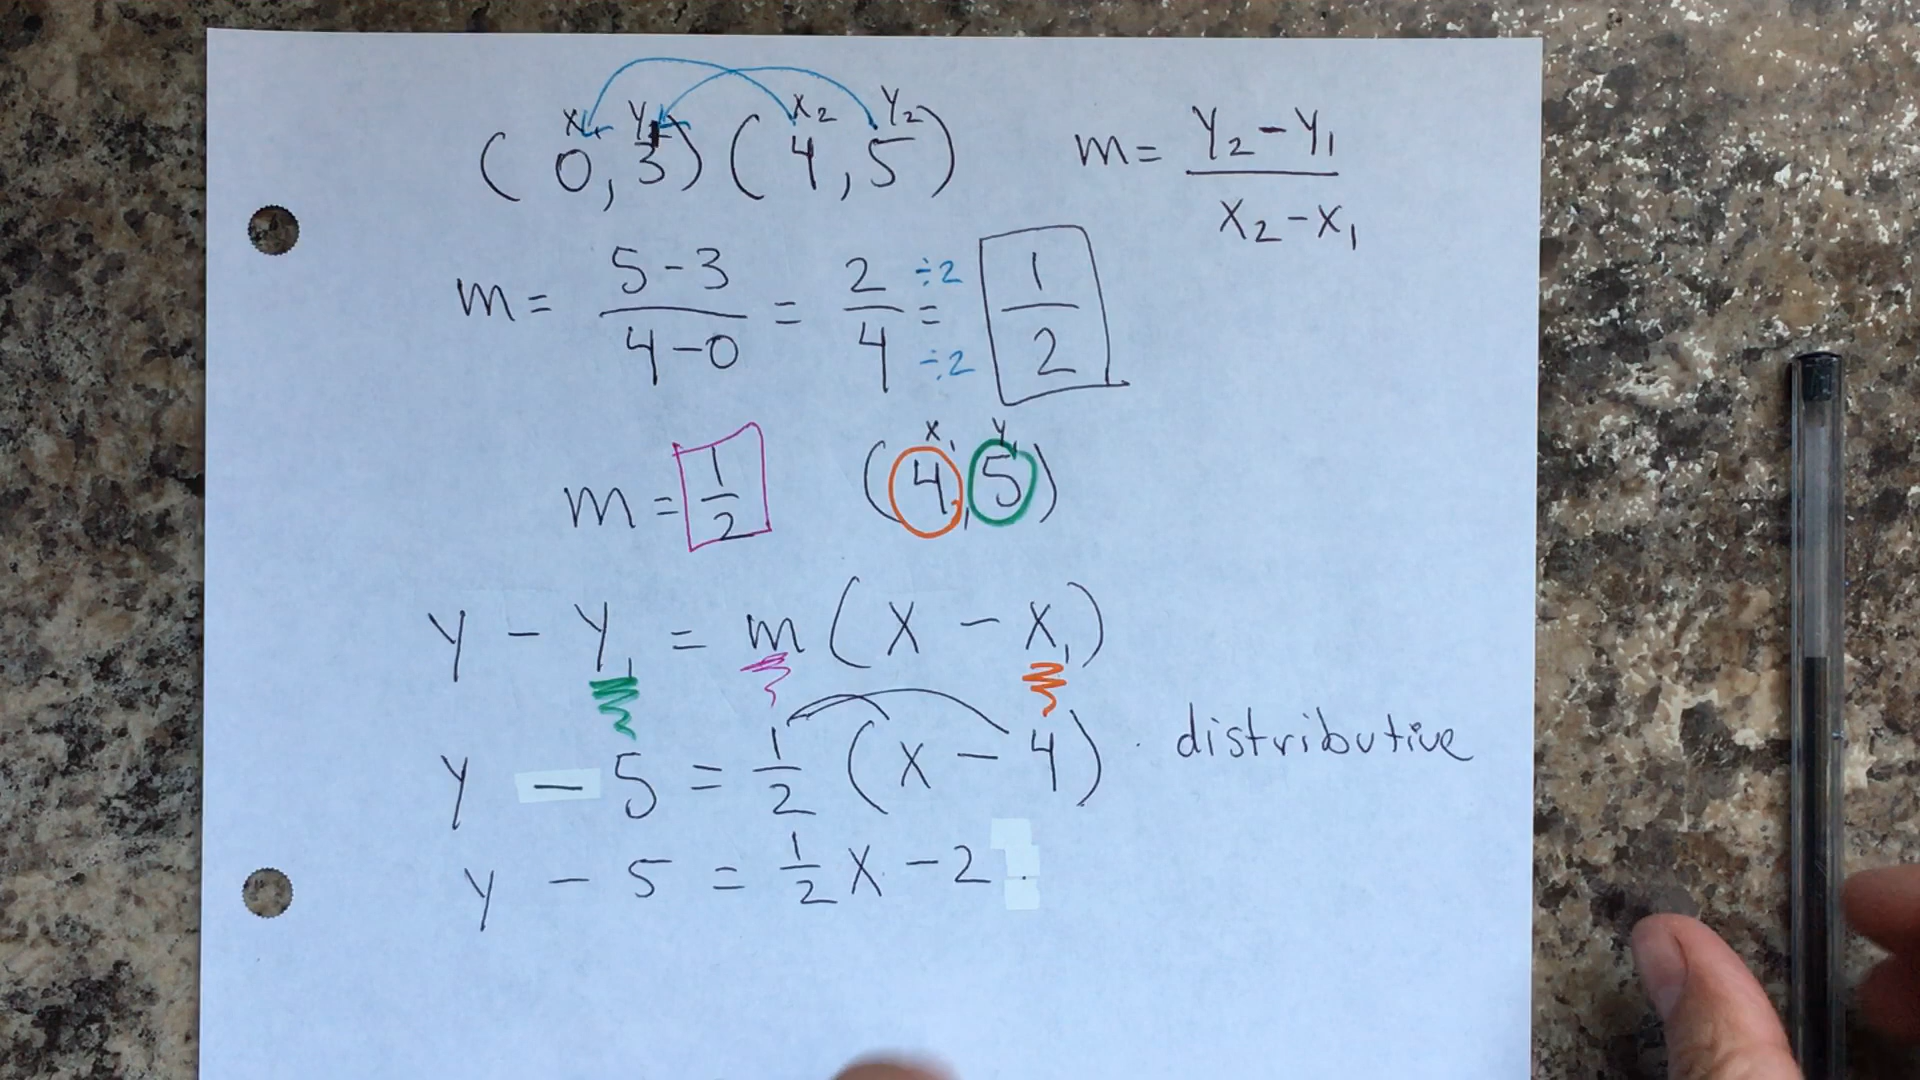 x₁ y₁ x₂ y₂
(0, 3) (4, 5) m = y₂ - y₁ / x₂ - x₁
m = 5 - 3 / 4 - 0 = 2 ÷2 / 4 ÷2 = 1/2
x₁ y₁
m = 1/2 (4, 5)
y - y₁ = m (x - x₁)
y - 5 = 1/2 (x - 4) distributive
y - 5 = 1/2 x - 2